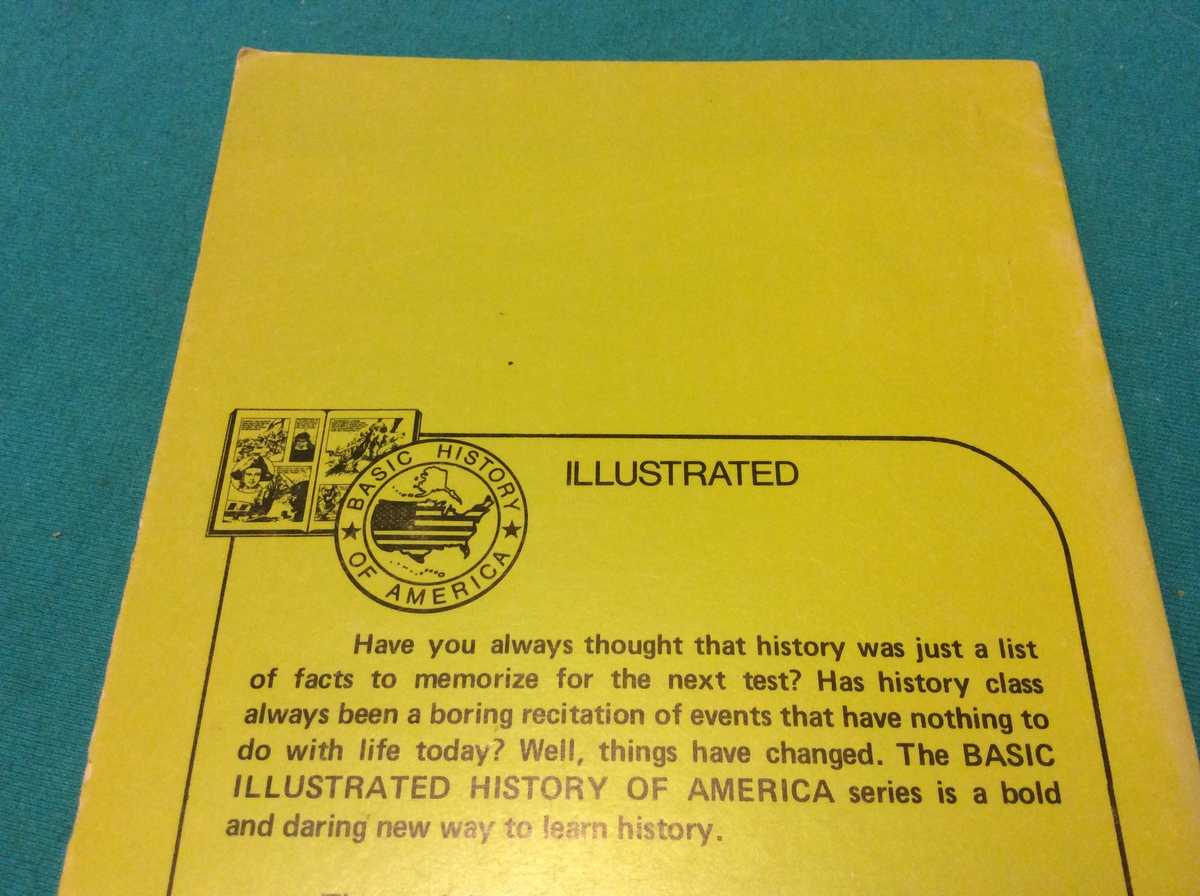 BASIC HISTORY
OF AMERICA
ILLUSTRATED
Have you always thought that history was just a list
of facts to memorize for the next test? Has history class
always been a boring recitation of events that have nothing to
do with life today? Well, things have changed. The BASIC
ILLUSTRATED HISTORY OF AMERICA series is a bold
and daring new way to learn history.